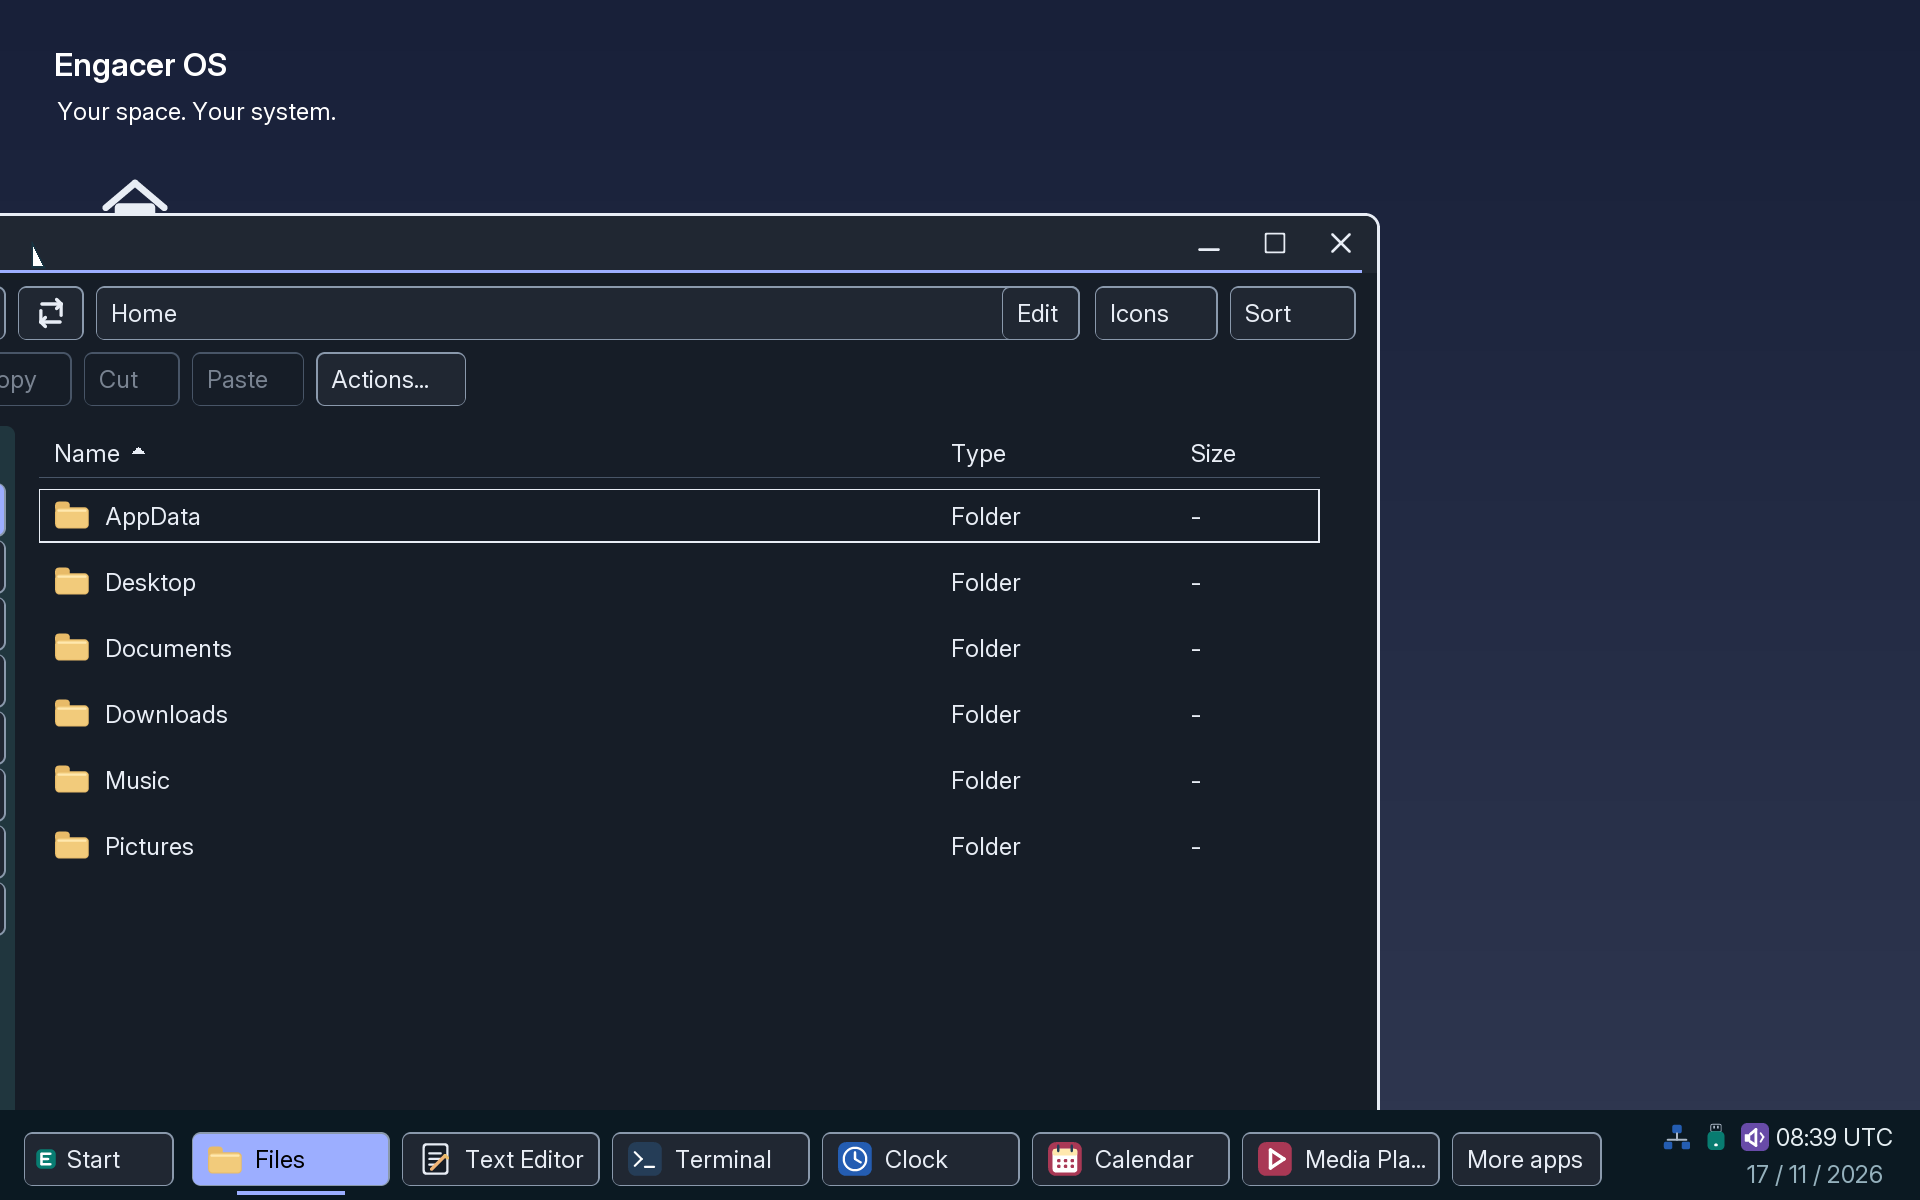 Engacer OS
Your space. Your system.
Home Edit Icons Sort
opy Cut Paste Actions...
Name Type Size
AppData Folder -
Desktop Folder -
Documents Folder -
Downloads Folder -
Music Folder -
Pictures Folder -
E Start Files Text Editor Terminal Clock Calendar Media Pla... More apps 08:39 UTC
17 / 11 / 2026